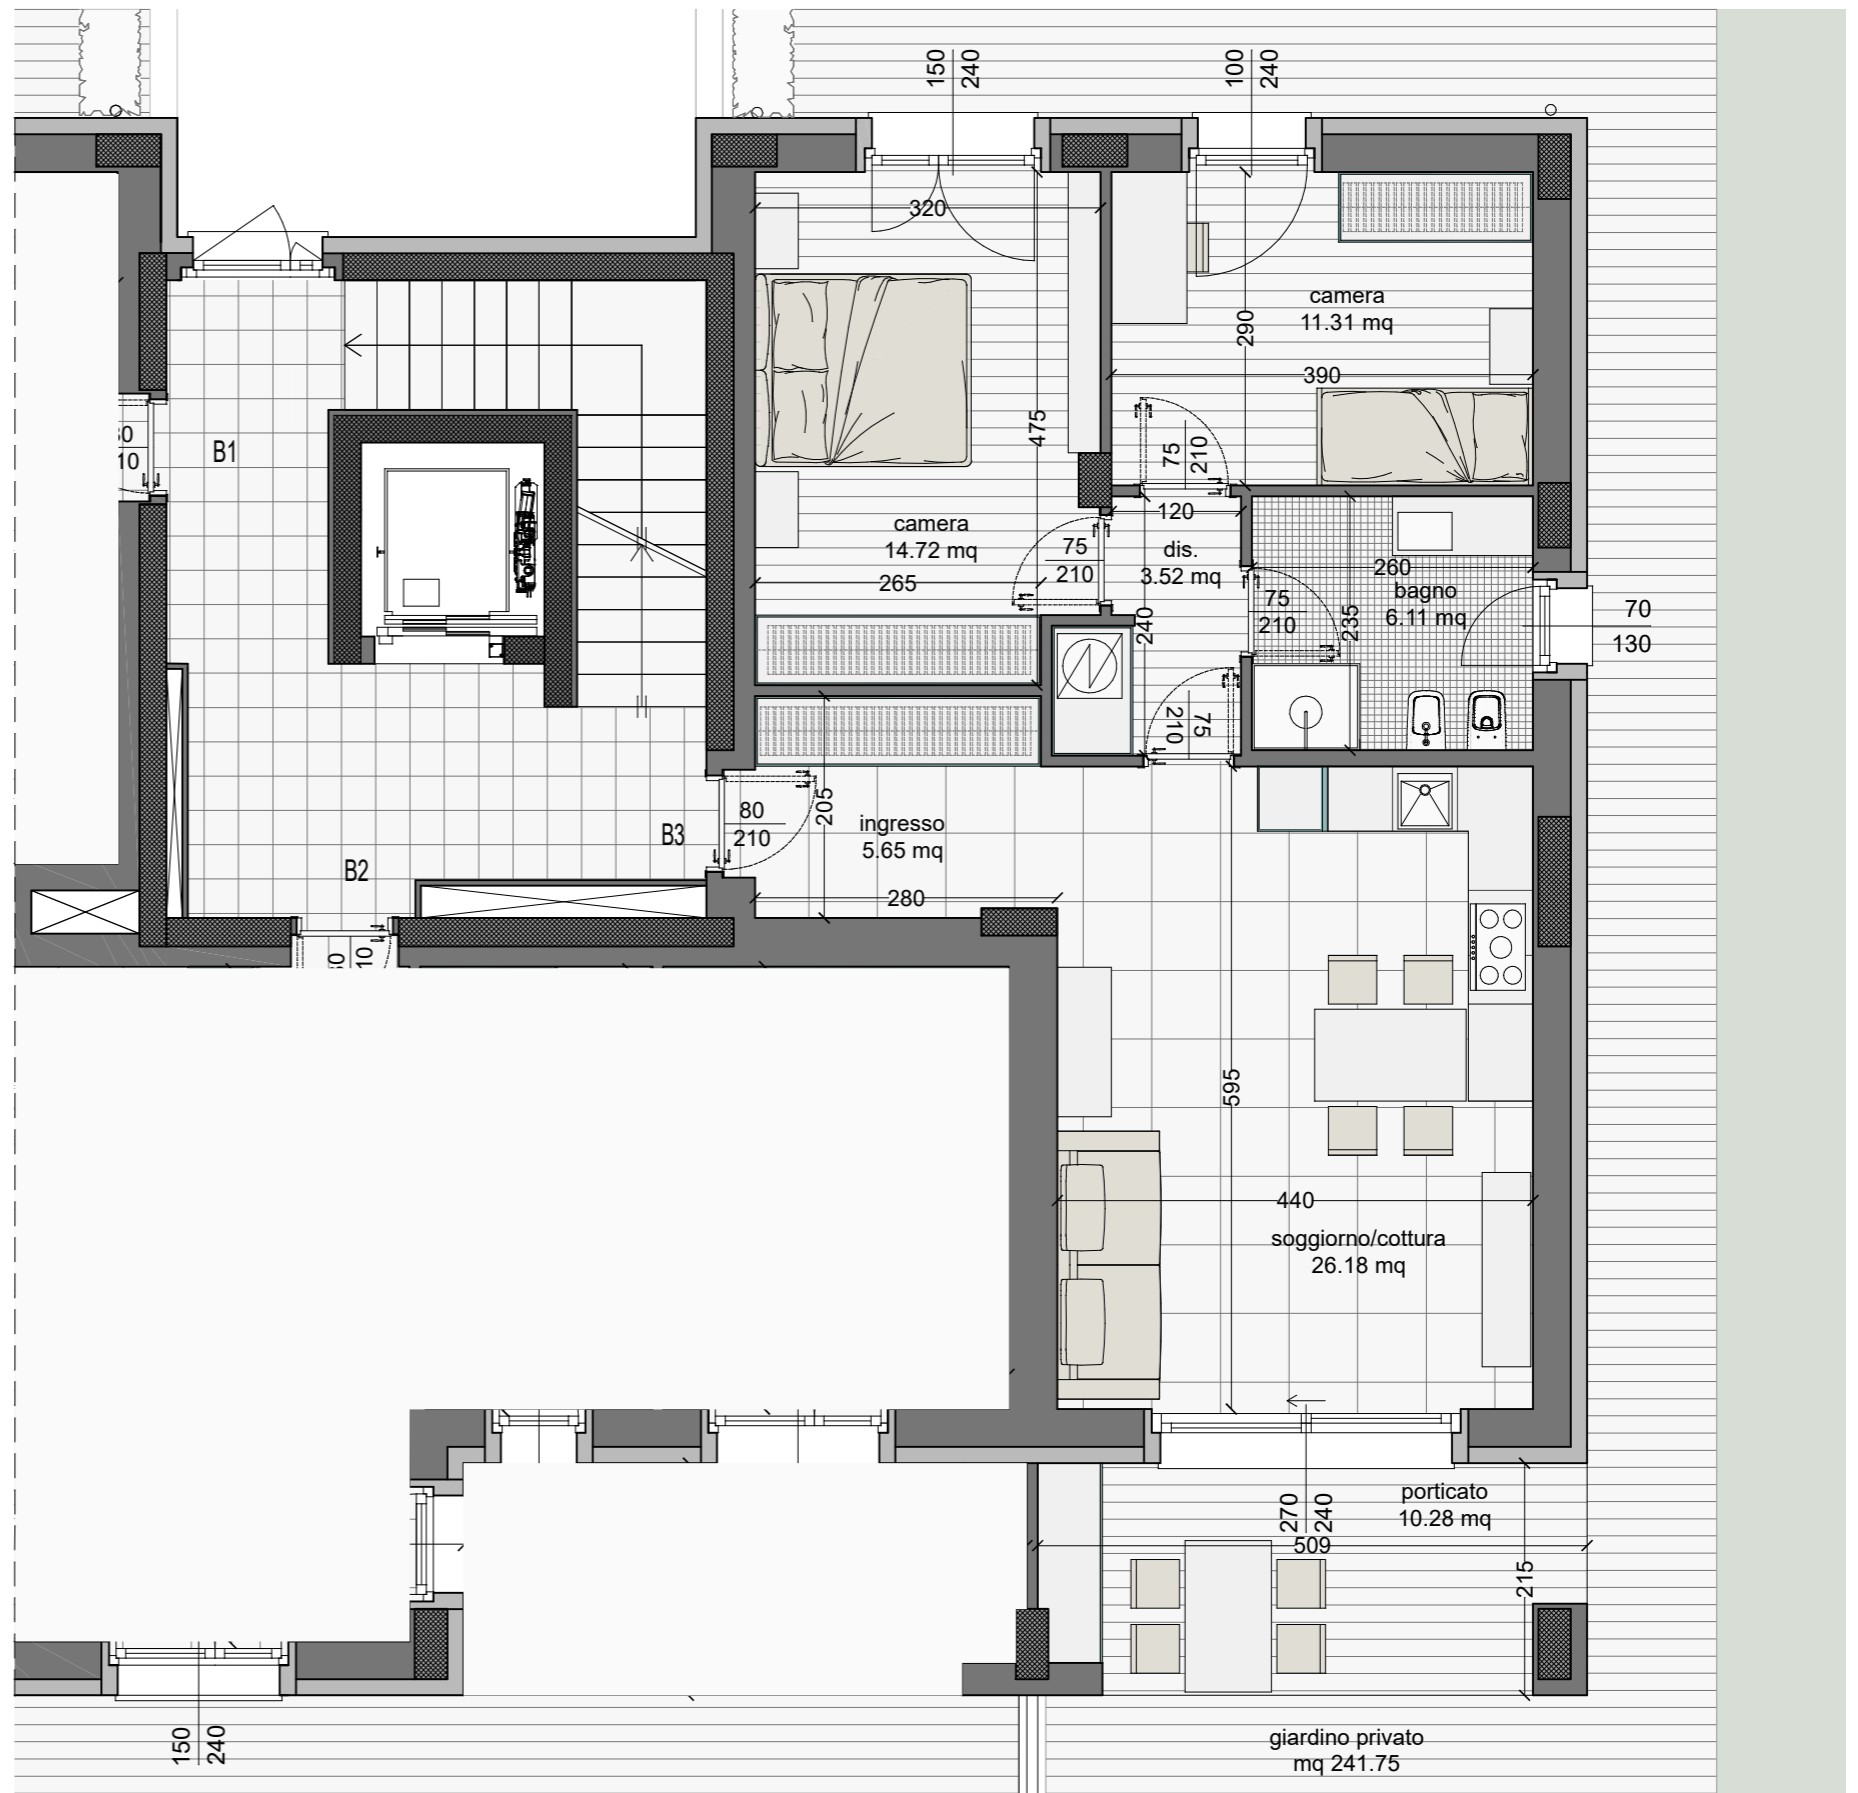 150
240
100
240
320
camera
11.31 mq
290
390
475
75
210
B1
camera
14.72 mq
265
75
210
120
dis.
3.52 mq
240
75
210
260
bagno
6.11 mq
235
70
130
75
210
205
80
210
B3
B2
ingresso
5.65 mq
280
595
440
soggiorno/cottura
26.18 mq
porticato
10.28 mq
270
240
509
215
150
240
giardino privato
mq 241.75